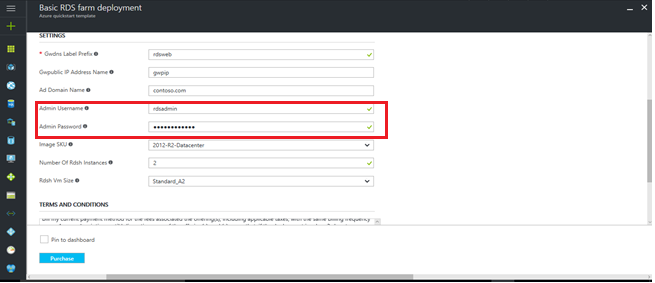 Basic RDS farm deployment
Azure quickstart template
SETTINGS
* Gwdns Label Prefix rdsweb
Gwpublic IP Address Name gwpip
Ad Domain Name contoso.com
Admin Username rdsadmin
Admin Password ••••••••••••
Image SKU 2012-R2-Datacenter
Number Of Rdsh Instances 2
Rdsh Vm Size Standard_A2
TERMS AND CONDITIONS
my current payment method for the fees associated the offering(s), including applicable taxes, with the same billing frequency
Pin to dashboard
Purchase